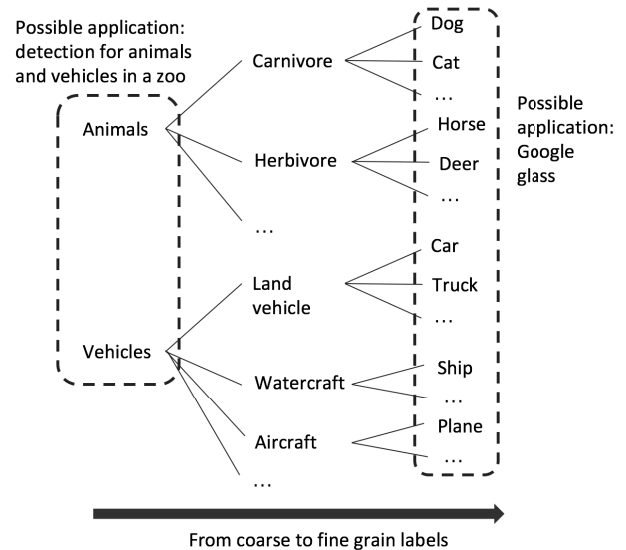 Possible application:
detection for animals
and vehicles in a zoo
Animals
Vehicles
Carnivore
Herbivore
...
Land
vehicle
Watercraft
Aircraft
...
Dog
Cat
...
Horse
Deer
...
Car
Truck
...
Ship
...
Plane
...
Possible
application:
Google
glass
From coarse to fine grain labels